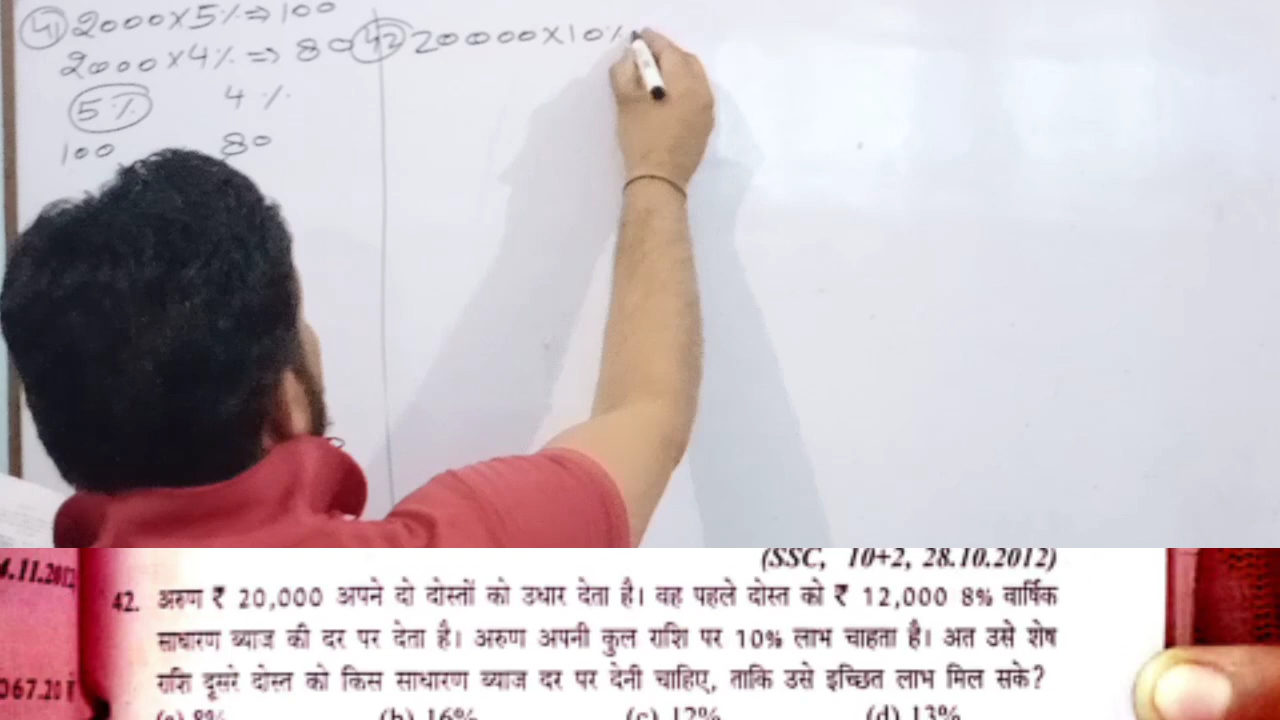 41 2000×5%⇒100
2000×4%⇒80
5% 4%
100 80
42 20000×10%
(SSC, 10+2, 28.10.2012)
42. अरुण ₹ 20,000 अपने दो दोस्तों को उधार देता है। वह पहले दोस्त को ₹ 12,000 8% वार्षिक
साधारण ब्याज की दर पर देता है। अरुण अपनी कुल राशि पर 10% लाभ चाहता है। अत उसे शेष
राशि दूसरे दोस्त को किस साधारण ब्याज दर पर देनी चाहिए, ताकि उसे इच्छित लाभ मिल सके?
(a) 8% (b) 16% (c) 12% (d) 13%